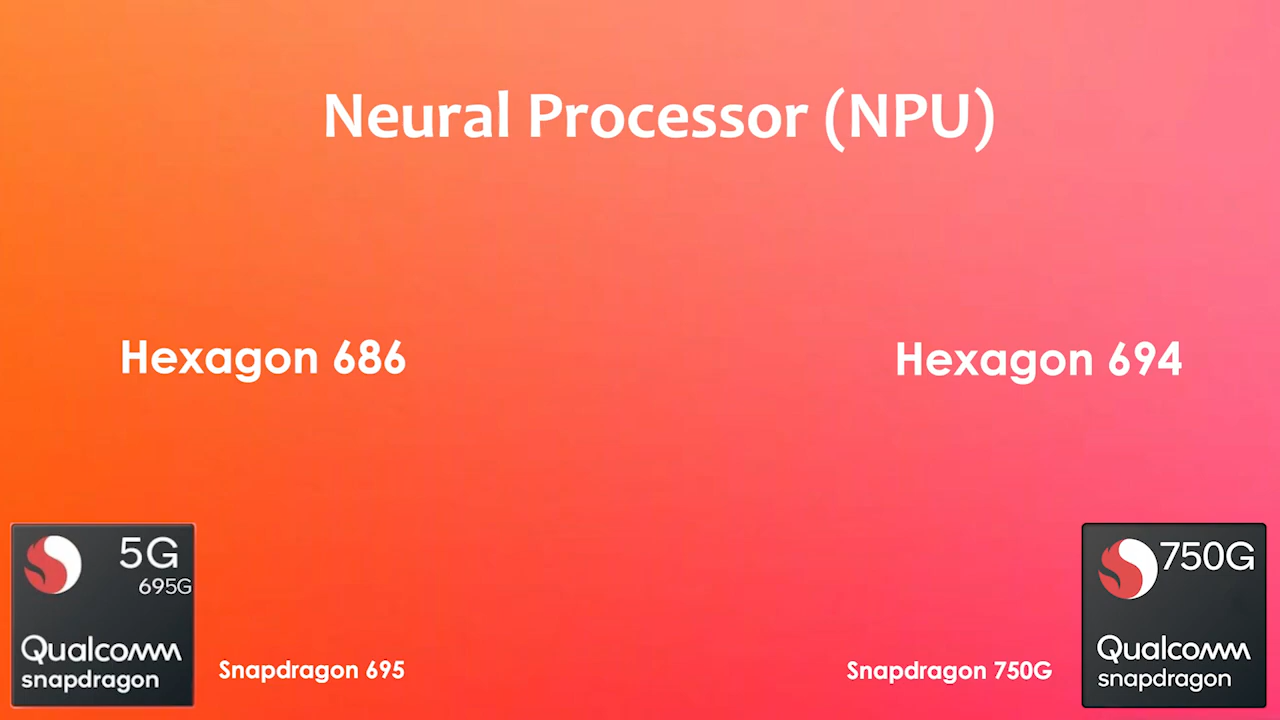 Neural Processor (NPU)
Hexagon 686
Hexagon 694
5G
695G
Qualcomm
snapdragon
Snapdragon 695
Snapdragon 750G
750G
Qualcomm
snapdragon